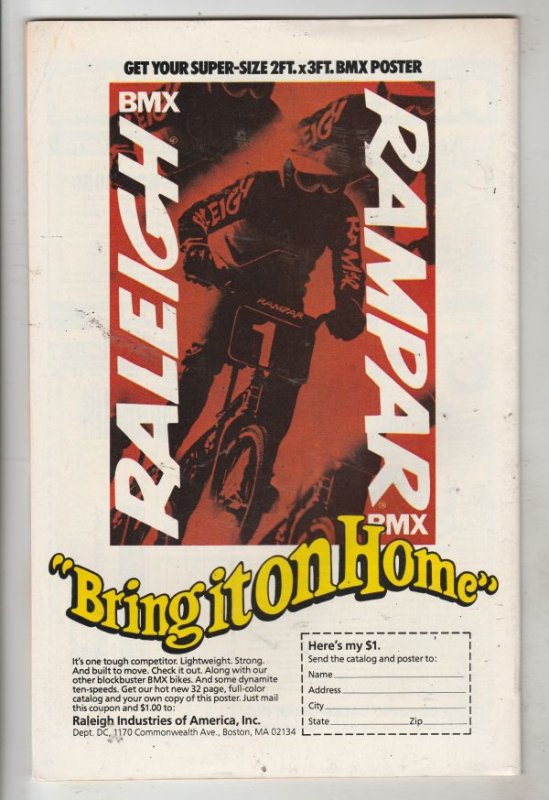 GET YOUR SUPER-SIZE 2FT. x 3FT. BMX POSTER
BMX
RALEIGH®
RAMPAR®
BMX
RALEIGH
RAMPAR
1
"Bring it on Home"
It's one tough competitor. Lightweight. Strong.
And built to move. Check it out. Along with our
other blockbuster BMX bikes. And some dynamite
ten-speeds. Get our hot new 32 page, full-color
catalog and your own copy of this poster. Just mail
this coupon and $1.00 to:
Raleigh Industries of America, Inc.
Dept. DC, 1170 Commonwealth Ave., Boston, MA 02134
Here's my $1.
Send the catalog and poster to:
Name
Address
City
State Zip